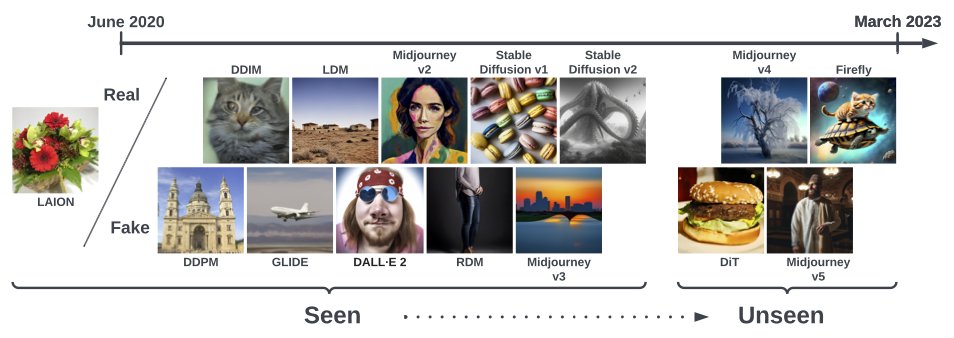 June 2020
March 2023
Real
Fake
LAION
DDIM
LDM
Midjourney
v2
Stable
Diffusion v1
Stable
Diffusion v2
Midjourney
v4
Firefly
DDPM
GLIDE
DALL·E 2
RDM
Midjourney
v3
DiT
Midjourney
v5
Seen
Unseen